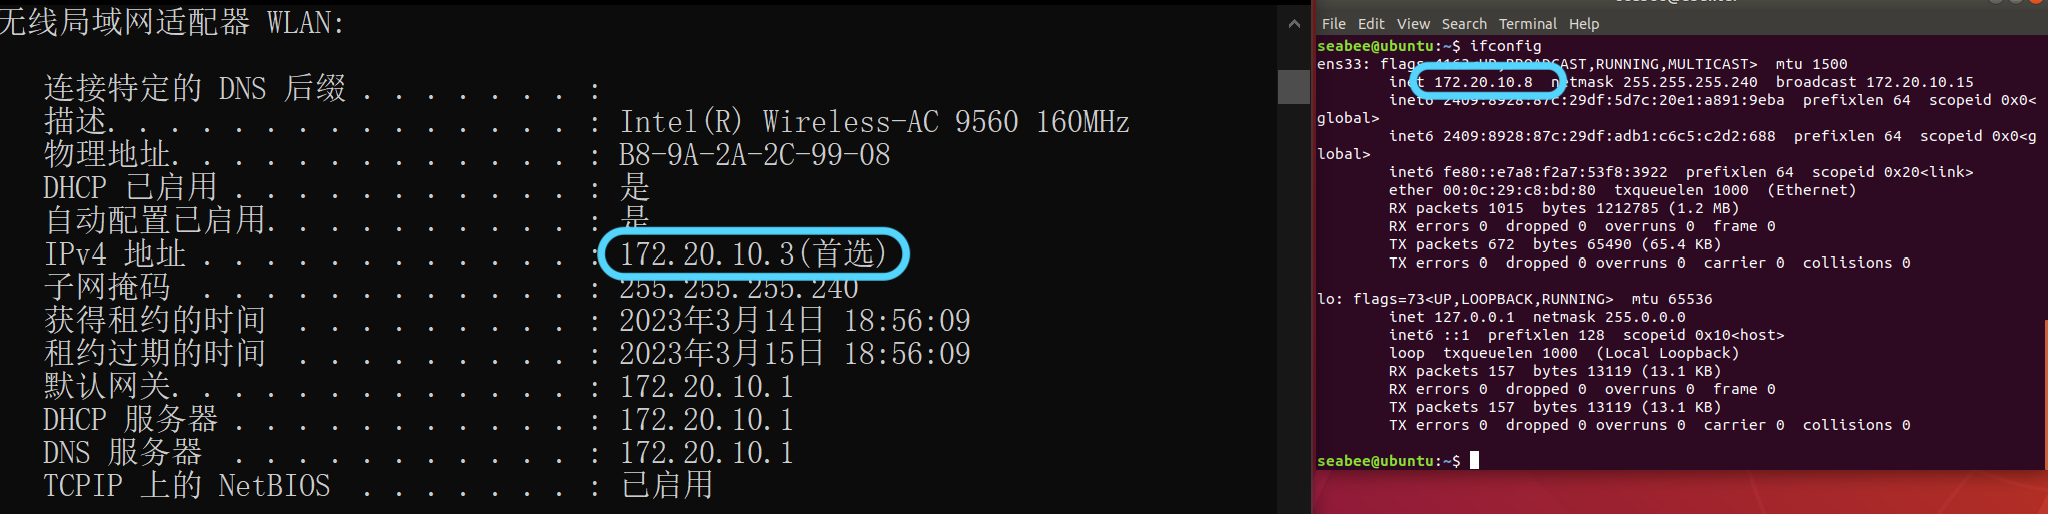 无线局域网适配器 WLAN:
连接特定的 DNS 后缀 . . . . . . . :
描述. . . . . . . . . . . . . . . : Intel(R) Wireless-AC 9560 160MHz
物理地址. . . . . . . . . . . . . : B8-9A-2A-2C-99-08
DHCP 已启用 . . . . . . . . . . . : 是
自动配置已启用. . . . . . . . . . : 是
IPv4 地址 . . . . . . . . . . . . : 172.20.10.3(首选)
子网掩码  . . . . . . . . . . . . : 255.255.255.240
获得租约的时间  . . . . . . . . . : 2023年3月14日 18:56:09
租约过期的时间  . . . . . . . . . : 2023年3月15日 18:56:09
默认网关. . . . . . . . . . . . . : 172.20.10.1
DHCP 服务器 . . . . . . . . . . . : 172.20.10.1
DNS 服务器  . . . . . . . . . . . : 172.20.10.1
TCPIP 上的 NetBIOS  . . . . . . . : 已启用
File Edit View Search Terminal Help
seabee@ubuntu:~$ ifconfig
ens33: flags=4163<UP,BROADCAST,RUNNING,MULTICAST>  mtu 1500
inet 172.20.10.8  netmask 255.255.255.240  broadcast 172.20.10.15
inet6 2409:8928:87c:29df:5d7c:20e1:a891:9eba  prefixlen 64  scopeid 0x0<
global>
inet6 2409:8928:87c:29df:adb1:c6c5:c2d2:688  prefixlen 64  scopeid 0x0<g
lobal>
inet6 fe80::e7a8:f2a7:53f8:3922  prefixlen 64  scopeid 0x20<link>
ether 00:0c:29:c8:bd:80  txqueuelen 1000  (Ethernet)
RX packets 1015  bytes 1212785 (1.2 MB)
RX errors 0  dropped 0  overruns 0  frame 0
TX packets 672  bytes 65490 (65.4 KB)
TX errors 0  dropped 0 overruns 0  carrier 0  collisions 0
lo: flags=73<UP,LOOPBACK,RUNNING>  mtu 65536
inet 127.0.0.1  netmask 255.0.0.0
inet6 ::1  prefixlen 128  scopeid 0x10<host>
loop  txqueuelen 1000  (Local Loopback)
RX packets 157  bytes 13119 (13.1 KB)
RX errors 0  dropped 0  overruns 0  frame 0
TX packets 157  bytes 13119 (13.1 KB)
TX errors 0  dropped 0 overruns 0  carrier 0  collisions 0
seabee@ubuntu:~$